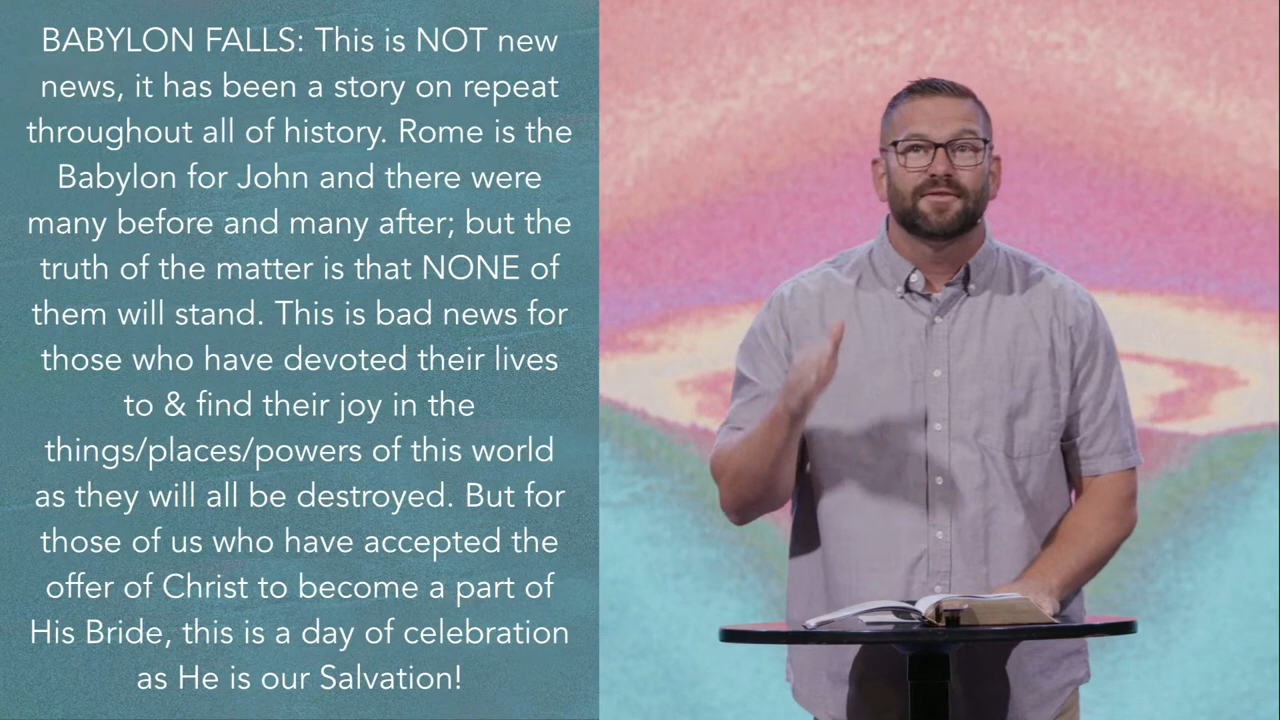 BABYLON FALLS: This is NOT new
news, it has been a story on repeat
throughout all of history. Rome is the
Babylon for John and there were
many before and many after; but the
truth of the matter is that NONE of
them will stand. This is bad news for
those who have devoted their lives
to & find their joy in the
things/places/powers of this world
as they will all be destroyed. But for
those of us who have accepted the
offer of Christ to become a part of
His Bride, this is a day of celebration
as He is our Salvation!